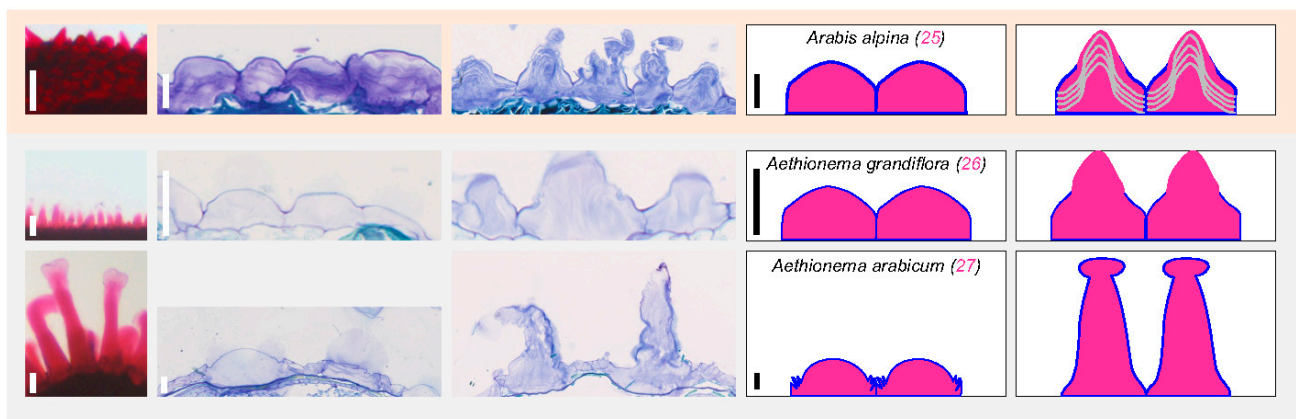 Arabis alpina (25)
Aethionema grandiflora (26)
Aethionema arabicum (27)